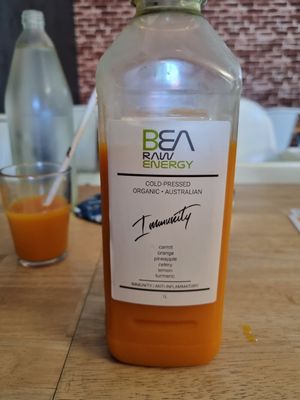 BEA
RAW
ENERGY
COLD-PRESSED
ORGANIC • AUSTRALIAN
Immunity
carrot
orange
pineapple
celery
lemon
turmeric
IMMUNITY | ANTI INFLAMMATORY
1L